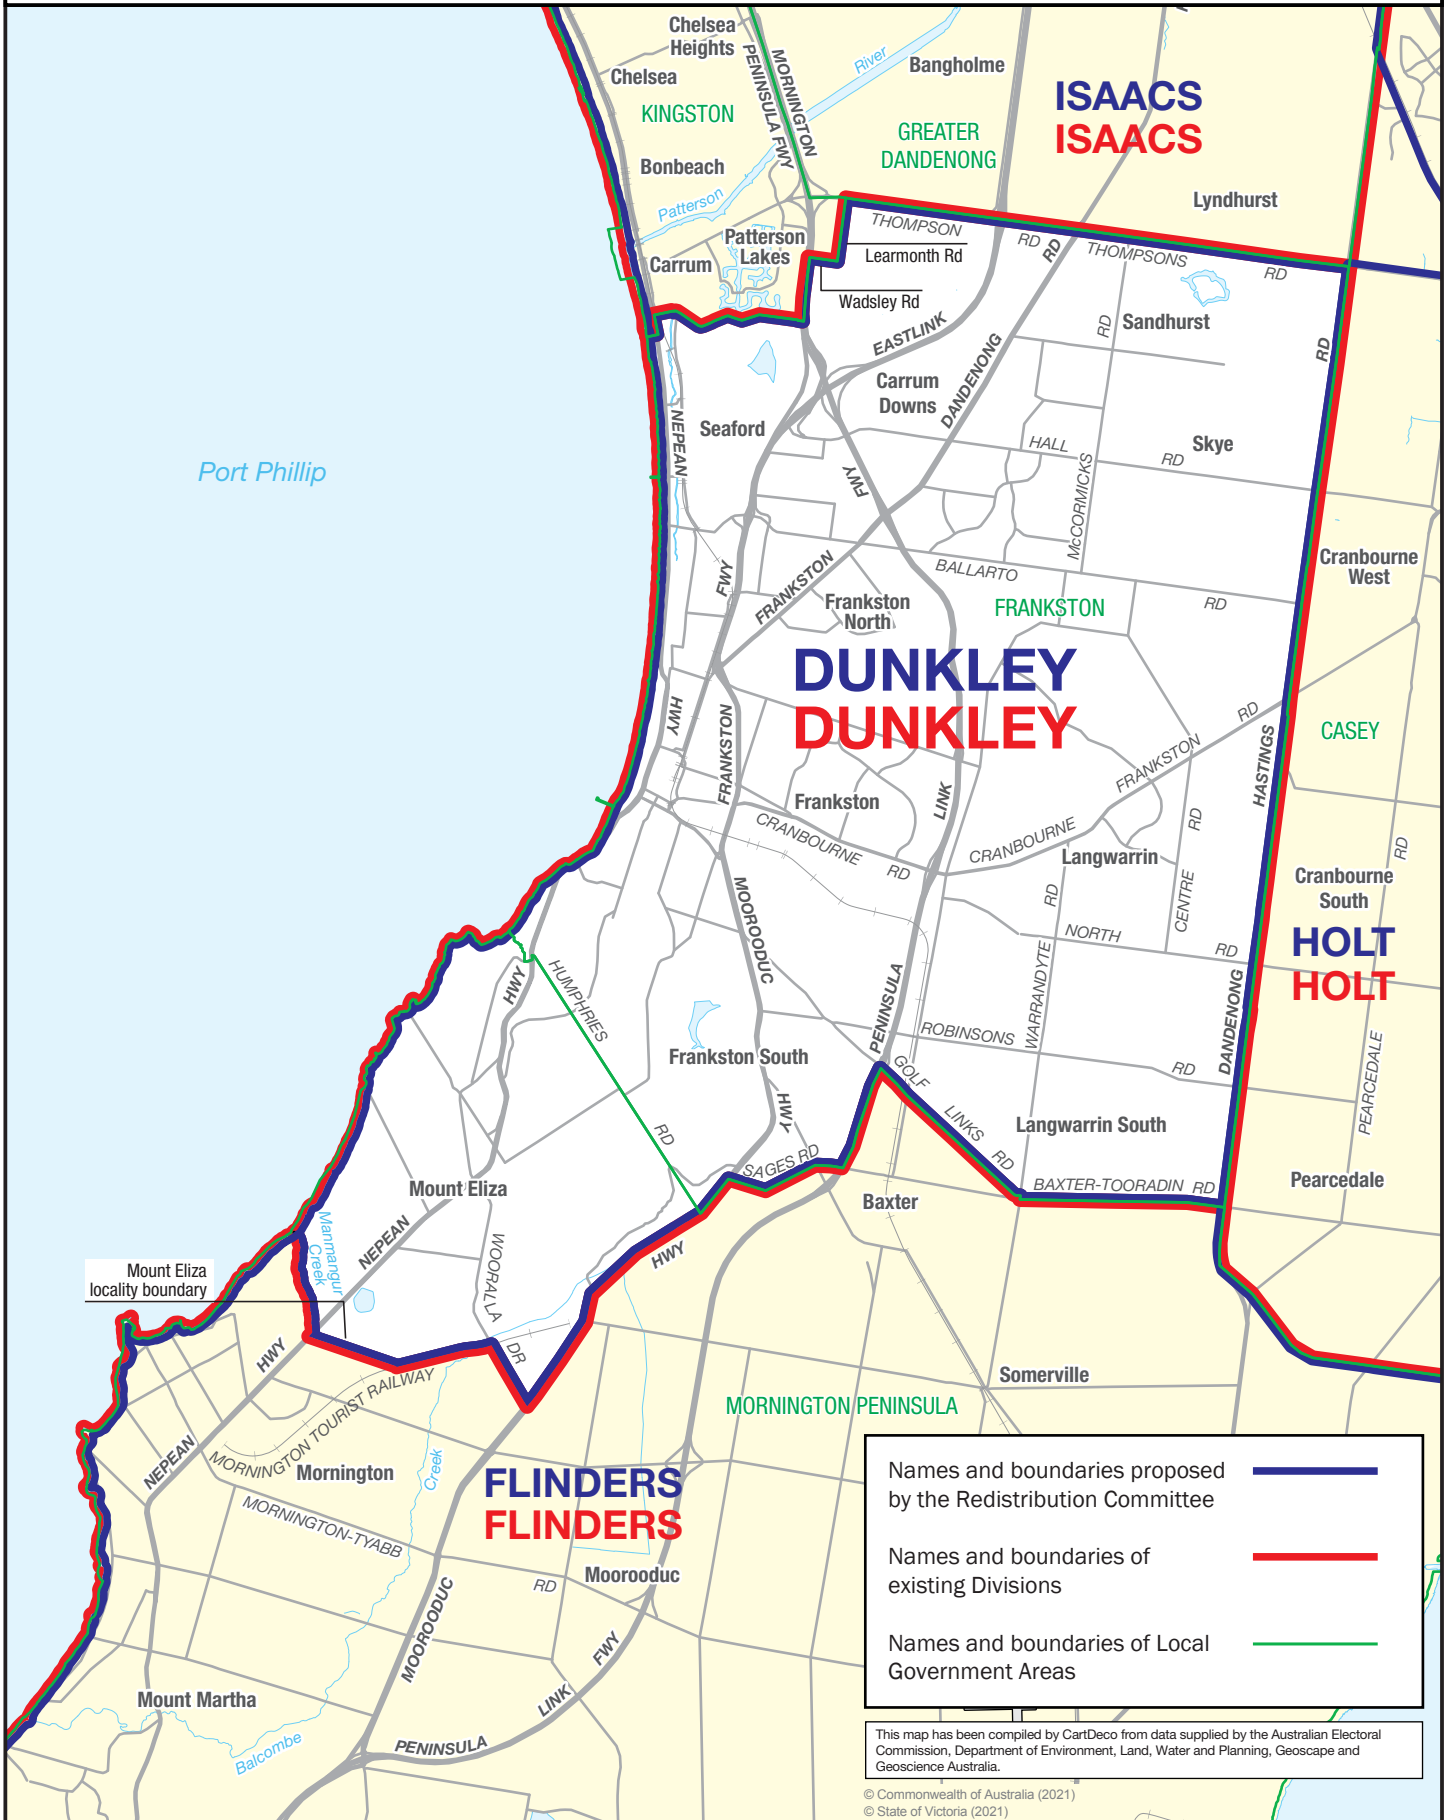 Chelsea
Heights
Chelsea
KINGSTON
MORNINGTON
PENINSULA FWY
River
Bangholme
ISAACS
ISAACS
GREATER
DANDENONG
Bonbeach
Patterson
Lyndhurst
Patterson
Lakes
Carrum
THOMPSON
RD
RD
THOMPSONS
RD
Learmonth Rd
Wadsley Rd
Sandhurst
RD
RD
EASTLINK
DANDENONG
Carrum
Downs
Seaford
NEPEAN
HALL
RD
Skye
FWY
McCORMICKS
Port Phillip
Cranbourne
West
BALLARTO
RD
FWY
FRANKSTON
Frankston
North
FRANKSTON
DUNKLEY
DUNKLEY
HWY
FRANKSTON
RD
FRANKSTON
HASTINGS
CASEY
Frankston
LINK
CRANBOURNE
RD
CRANBOURNE
Langwarrin
RD
RD
CENTRE
RD
Cranbourne
South
HOLT
HOLT
MOOROODUC
NORTH
RD
WARRANDYTE
HWY
HUMPHRIES
PENINSULA
ROBINSONS
RD
DANDENONG
PEARCEDALE
Frankston South
GOLF
LINKS
RD
Langwarrin South
HWY
RD
SAGES RD
BAXTER-TOORADIN RD
Pearcedale
Baxter
Mount Eliza
NEPEAN
Manmangur
Creek
WOORALLA
DR
HWY
Mount Eliza
locality boundary
HWY
MORNINGTON TOURIST RAILWAY
Somerville
MORNINGTON PENINSULA
NEPEAN
Mornington
Creek
FLINDERS
FLINDERS
MORNINGTON-TYABB
RD
Moorooduc
MOOROODUC
FWY
LINK
PENINSULA
Mount Martha
Balcombe
Names and boundaries proposed
by the Redistribution Committee
Names and boundaries of
existing Divisions
Names and boundaries of Local
Government Areas
This map has been compiled by CartDeco from data supplied by the Australian Electoral
Commission, Department of Environment, Land, Water and Planning, Geoscape and
Geoscience Australia.
© Commonwealth of Australia (2021)
© State of Victoria (2021)